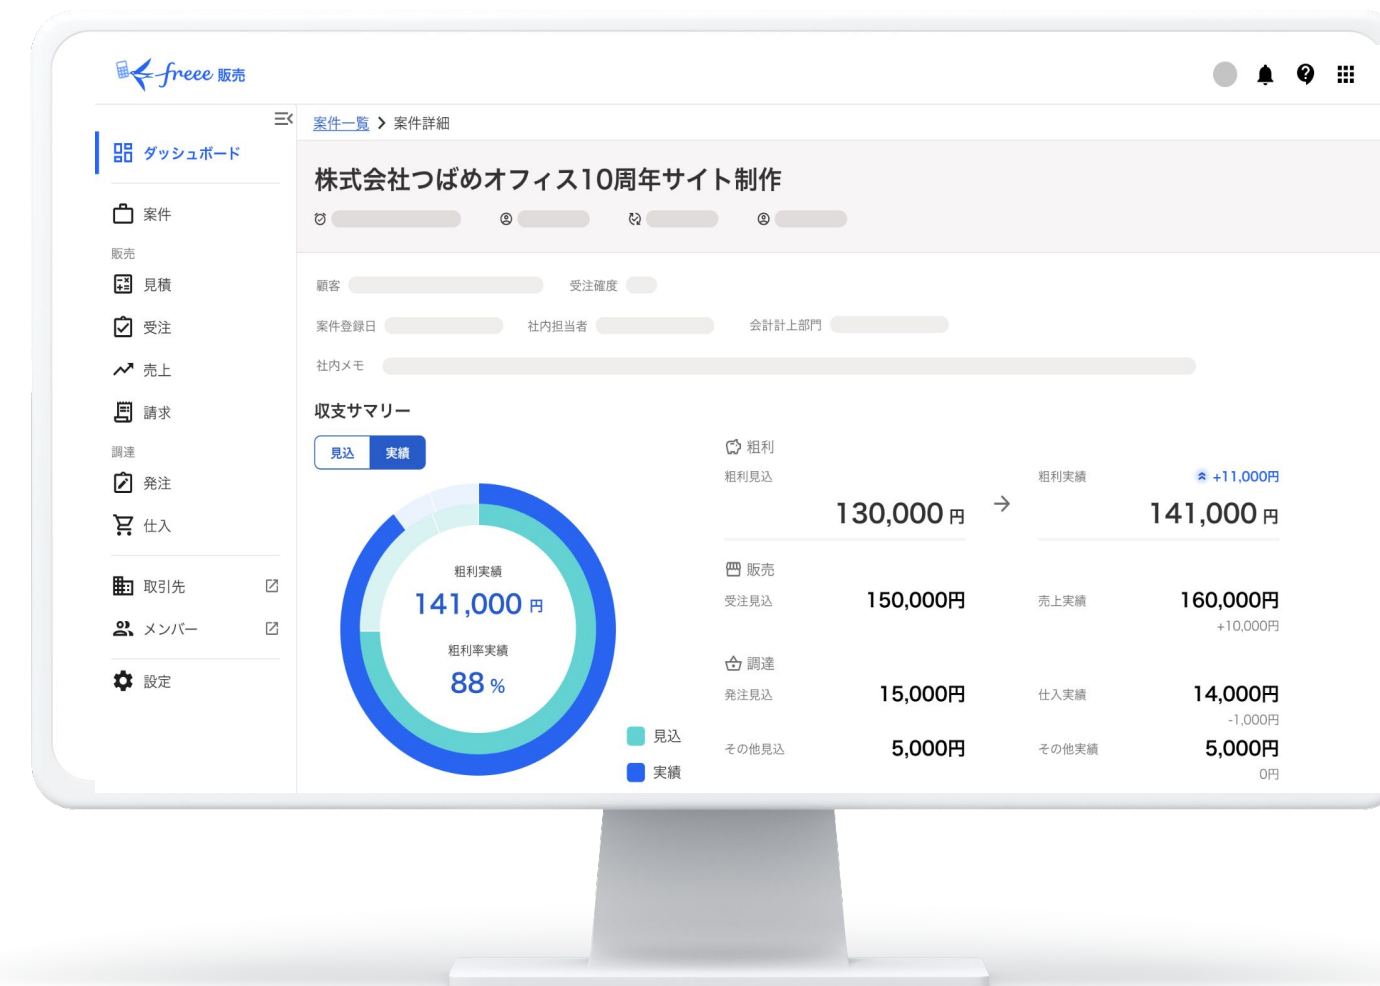 freee 販売
案件一覧 > 案件詳細
ダッシュボード
案件
販売
見積
受注
売上
請求
調達
発注
仕入
取引先
メンバー
設定
株式会社つばめオフィス10周年サイト制作
顧客 受注確度
案件登録日 社内担当者 会計計上部門
社内メモ
収支サマリー
見込 実績
粗利実績
141,000 円
粗利率実績
88 %
見込
実績
粗利
粗利見込 粗利実績 +11,000円
130,000 円 → 141,000 円
販売
受注見込 150,000円 売上実績 160,000円
+10,000円
調達
発注見込 15,000円 仕入実績 14,000円
-1,000円
その他見込 5,000円 その他実績 5,000円
0円